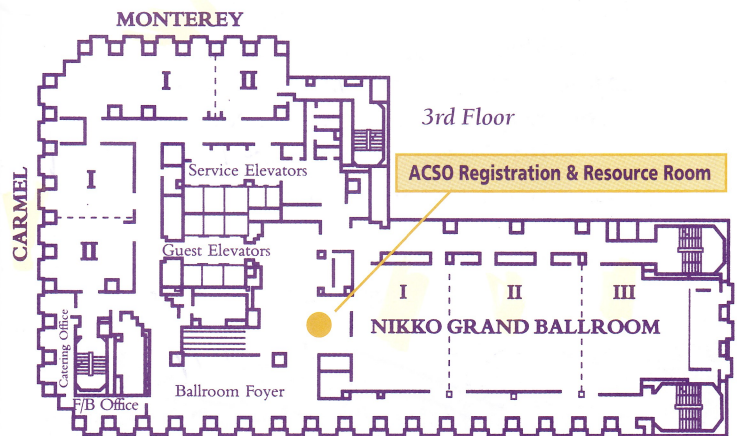 MONTEREY
I
II
3rd Floor
ACSO Registration & Resource Room
Service Elevators
CARMEL
I
II
Guest Elevators
I
II
III
NIKKO GRAND BALLROOM
Catering Office
Ballroom Foyer
F/B Office